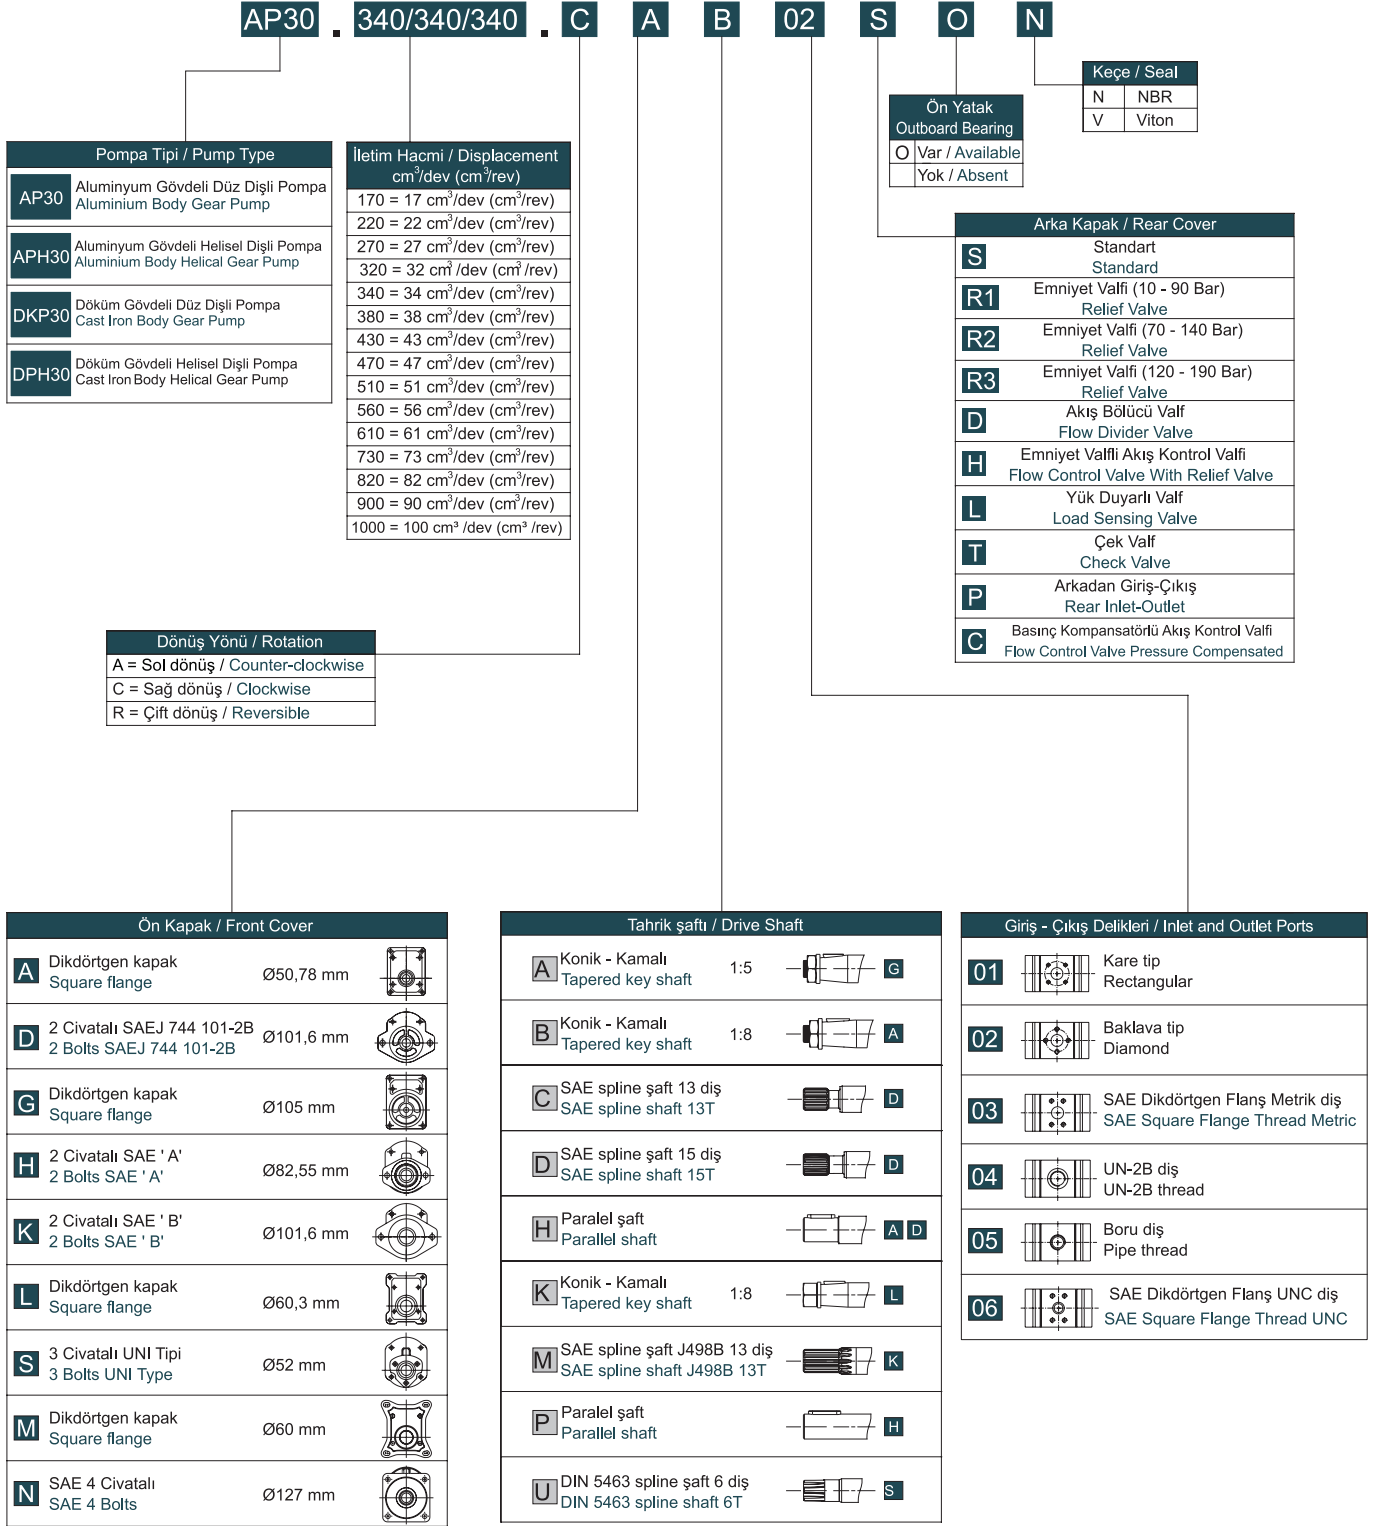 AP30 . 340/340/340 . C A B 02 S O N
Keçe / Seal
N NBR
V Viton
Ön Yatak
Outboard Bearing
O Var / Available
Yok / Absent
Pompa Tipi / Pump Type
AP30 Aluminyum Gövdeli Düz Dişli Pompa
Aluminium Body Gear Pump
APH30 Aluminyum Gövdeli Helisel Dişli Pompa
Aluminium Body Helical Gear Pump
DKP30 Döküm Gövdeli Düz Dişli Pompa
Cast Iron Body Gear Pump
DPH30 Döküm Gövdeli Helisel Dişli Pompa
Cast Iron Body Helical Gear Pump
İletim Hacmi / Displacement
cm³/dev (cm³/rev)
170 = 17 cm³/dev (cm³/rev)
220 = 22 cm³/dev (cm³/rev)
270 = 27 cm³/dev (cm³/rev)
320 = 32 cm³ /dev (cm³ /rev)
340 = 34 cm³/dev (cm³/rev)
380 = 38 cm³/dev (cm³/rev)
430 = 43 cm³/dev (cm³/rev)
470 = 47 cm³/dev (cm³/rev)
510 = 51 cm³/dev (cm³/rev)
560 = 56 cm³/dev (cm³/rev)
610 = 61 cm³/dev (cm³/rev)
730 = 73 cm³/dev (cm³/rev)
820 = 82 cm³/dev (cm³/rev)
900 = 90 cm³/dev (cm³/rev)
1000 = 100 cm³ /dev (cm³ /rev)
Arka Kapak / Rear Cover
S Standart
Standard
R1 Emniyet Valfi (10 - 90 Bar)
Relief Valve
R2 Emniyet Valfi (70 - 140 Bar)
Relief Valve
R3 Emniyet Valfi (120 - 190 Bar)
Relief Valve
D Akış Bölücü Valf
Flow Divider Valve
H Emniyet Valfli Akış Kontrol Valfi
Flow Control Valve With Relief Valve
L Yük Duyarlı Valf
Load Sensing Valve
T Çek Valf
Check Valve
P Arkadan Giriş-Çıkış
Rear Inlet-Outlet
C Basınç Kompansatörlü Akış Kontrol Valfi
Flow Control Valve Pressure Compensated
Dönüş Yönü / Rotation
A = Sol dönüş / Counter-clockwise
C = Sağ dönüş / Clockwise
R = Çift dönüş / Reversible
Ön Kapak / Front Cover
A Dikdörtgen kapak
Square flange Ø50,78 mm
D 2 Civatalı SAEJ 744 101-2B
2 Bolts SAEJ 744 101-2B Ø101,6 mm
G Dikdörtgen kapak
Square flange Ø105 mm
H 2 Civatalı SAE ' A'
2 Bolts SAE ' A' Ø82,55 mm
K 2 Civatalı SAE ' B'
2 Bolts SAE ' B' Ø101,6 mm
L Dikdörtgen kapak
Square flange Ø60,3 mm
S 3 Civatalı UNI Tipi
3 Bolts UNI Type Ø52 mm
M Dikdörtgen kapak
Square flange Ø60 mm
N SAE 4 Civatalı
SAE 4 Bolts Ø127 mm
Tahrik şaftı / Drive Shaft
A Konik - Kamalı 1:5 G
Tapered key shaft
B Konik - Kamalı 1:8 A
Tapered key shaft
C SAE spline şaft 13 diş D
SAE spline shaft 13T
D SAE spline şaft 15 diş D
SAE spline shaft 15T
H Paralel şaft A D
Parallel shaft
K Konik - Kamalı 1:8 L
Tapered key shaft
M SAE spline şaft J498B 13 diş K
SAE spline shaft J498B 13T
P Paralel şaft H
Parallel shaft
U DIN 5463 spline şaft 6 diş S
DIN 5463 spline shaft 6T
Giriş - Çıkış Delikleri / Inlet and Outlet Ports
01 Kare tip
Rectangular
02 Baklava tip
Diamond
03 SAE Dikdörtgen Flanş Metrik diş
SAE Square Flange Thread Metric
04 UN-2B diş
UN-2B thread
05 Boru diş
Pipe thread
06 SAE Dikdörtgen Flanş UNC diş
SAE Square Flange Thread UNC